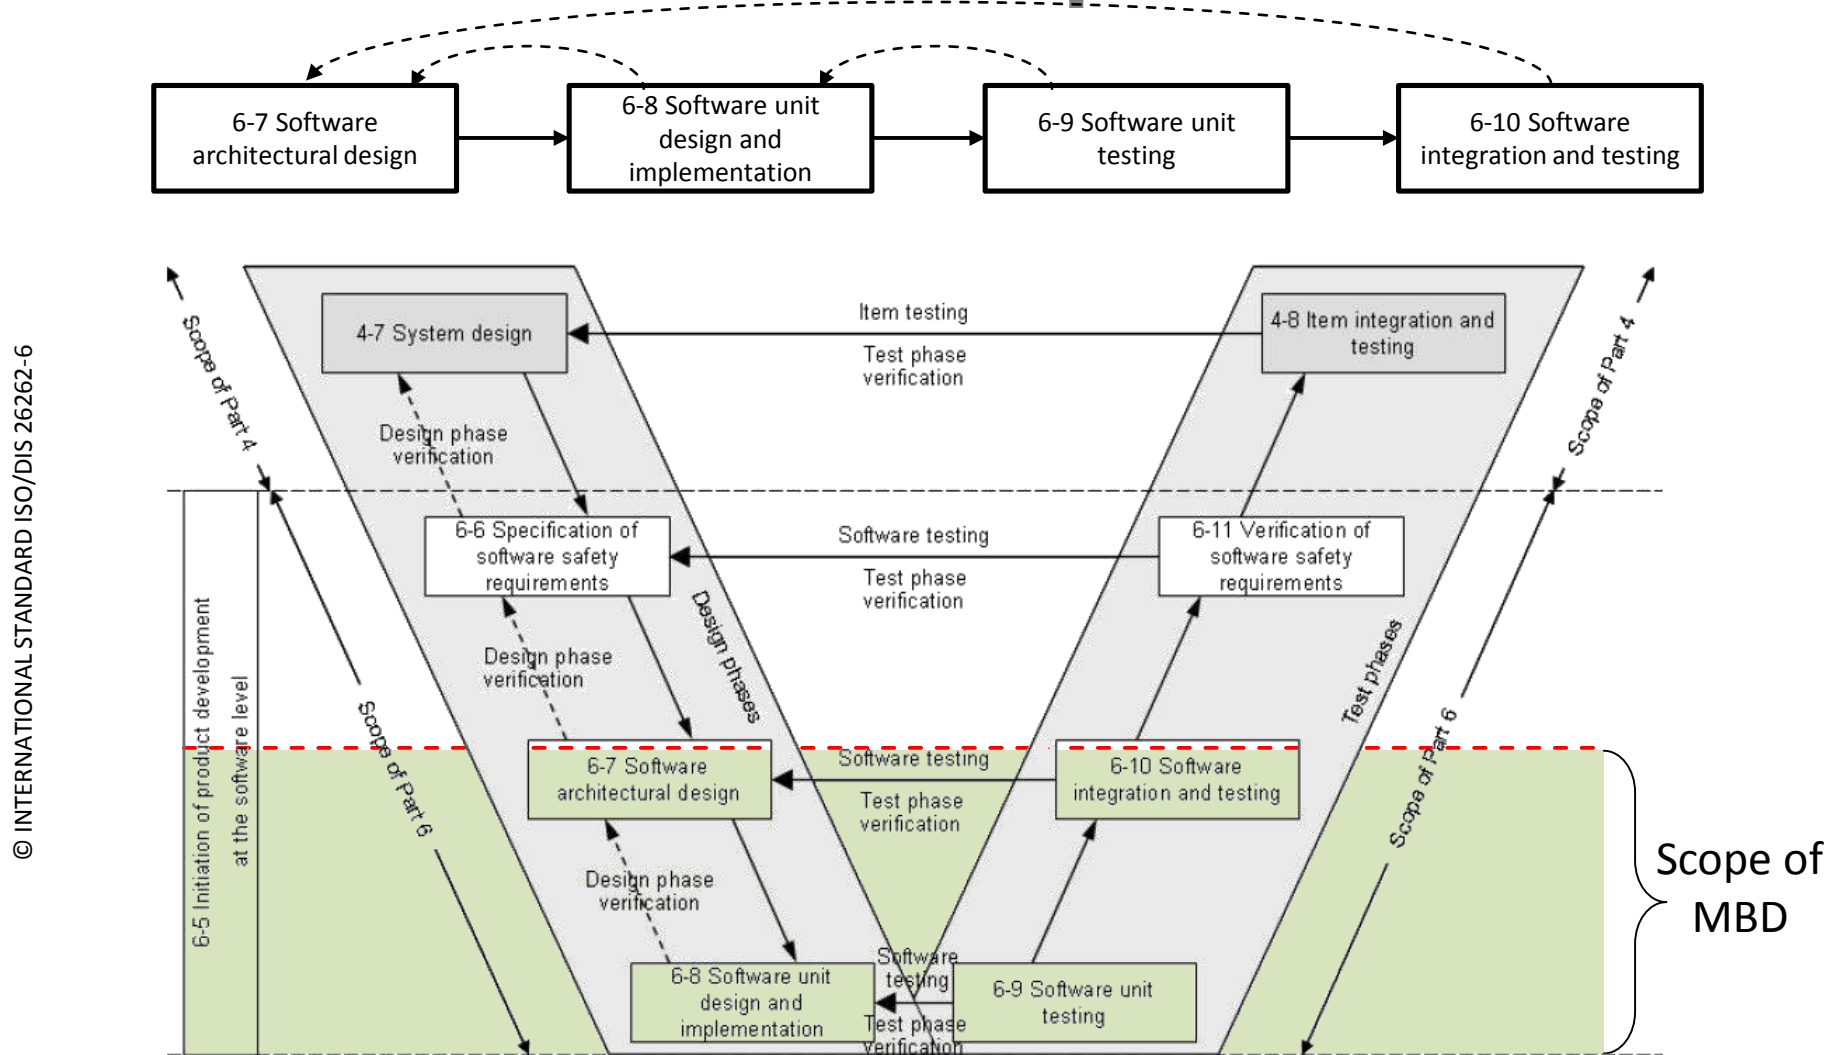 6-7 Software
architectural design
6-8 Software unit
design and
implementation
6-9 Software unit
testing
6-10 Software
integration and testing
© INTERNATIONAL STANDARD ISO/DIS 26262-6
Scope of Part 4
4-7 System design
Item testing
Test phase
verification
4-8 Item integration and
testing
Scope of Part 4
Design phase
verification
6-6 Specification of
software safety
requirements
Software testing
Test phase
verification
6-11 Verification of
software safety
requirements
Design phases
Test phases
Design phase
verification
6-5 Initiation of product development
at the software level
Scope of Part 6
Scope of Part 6
6-7 Software
architectural design
Software testing
Test phase
verification
6-10 Software
integration and testing
Scope of
MBD
Design phase
verification
6-8 Software unit
design and
implementation
Software
testing
Test phase
verification
6-9 Software unit
testing